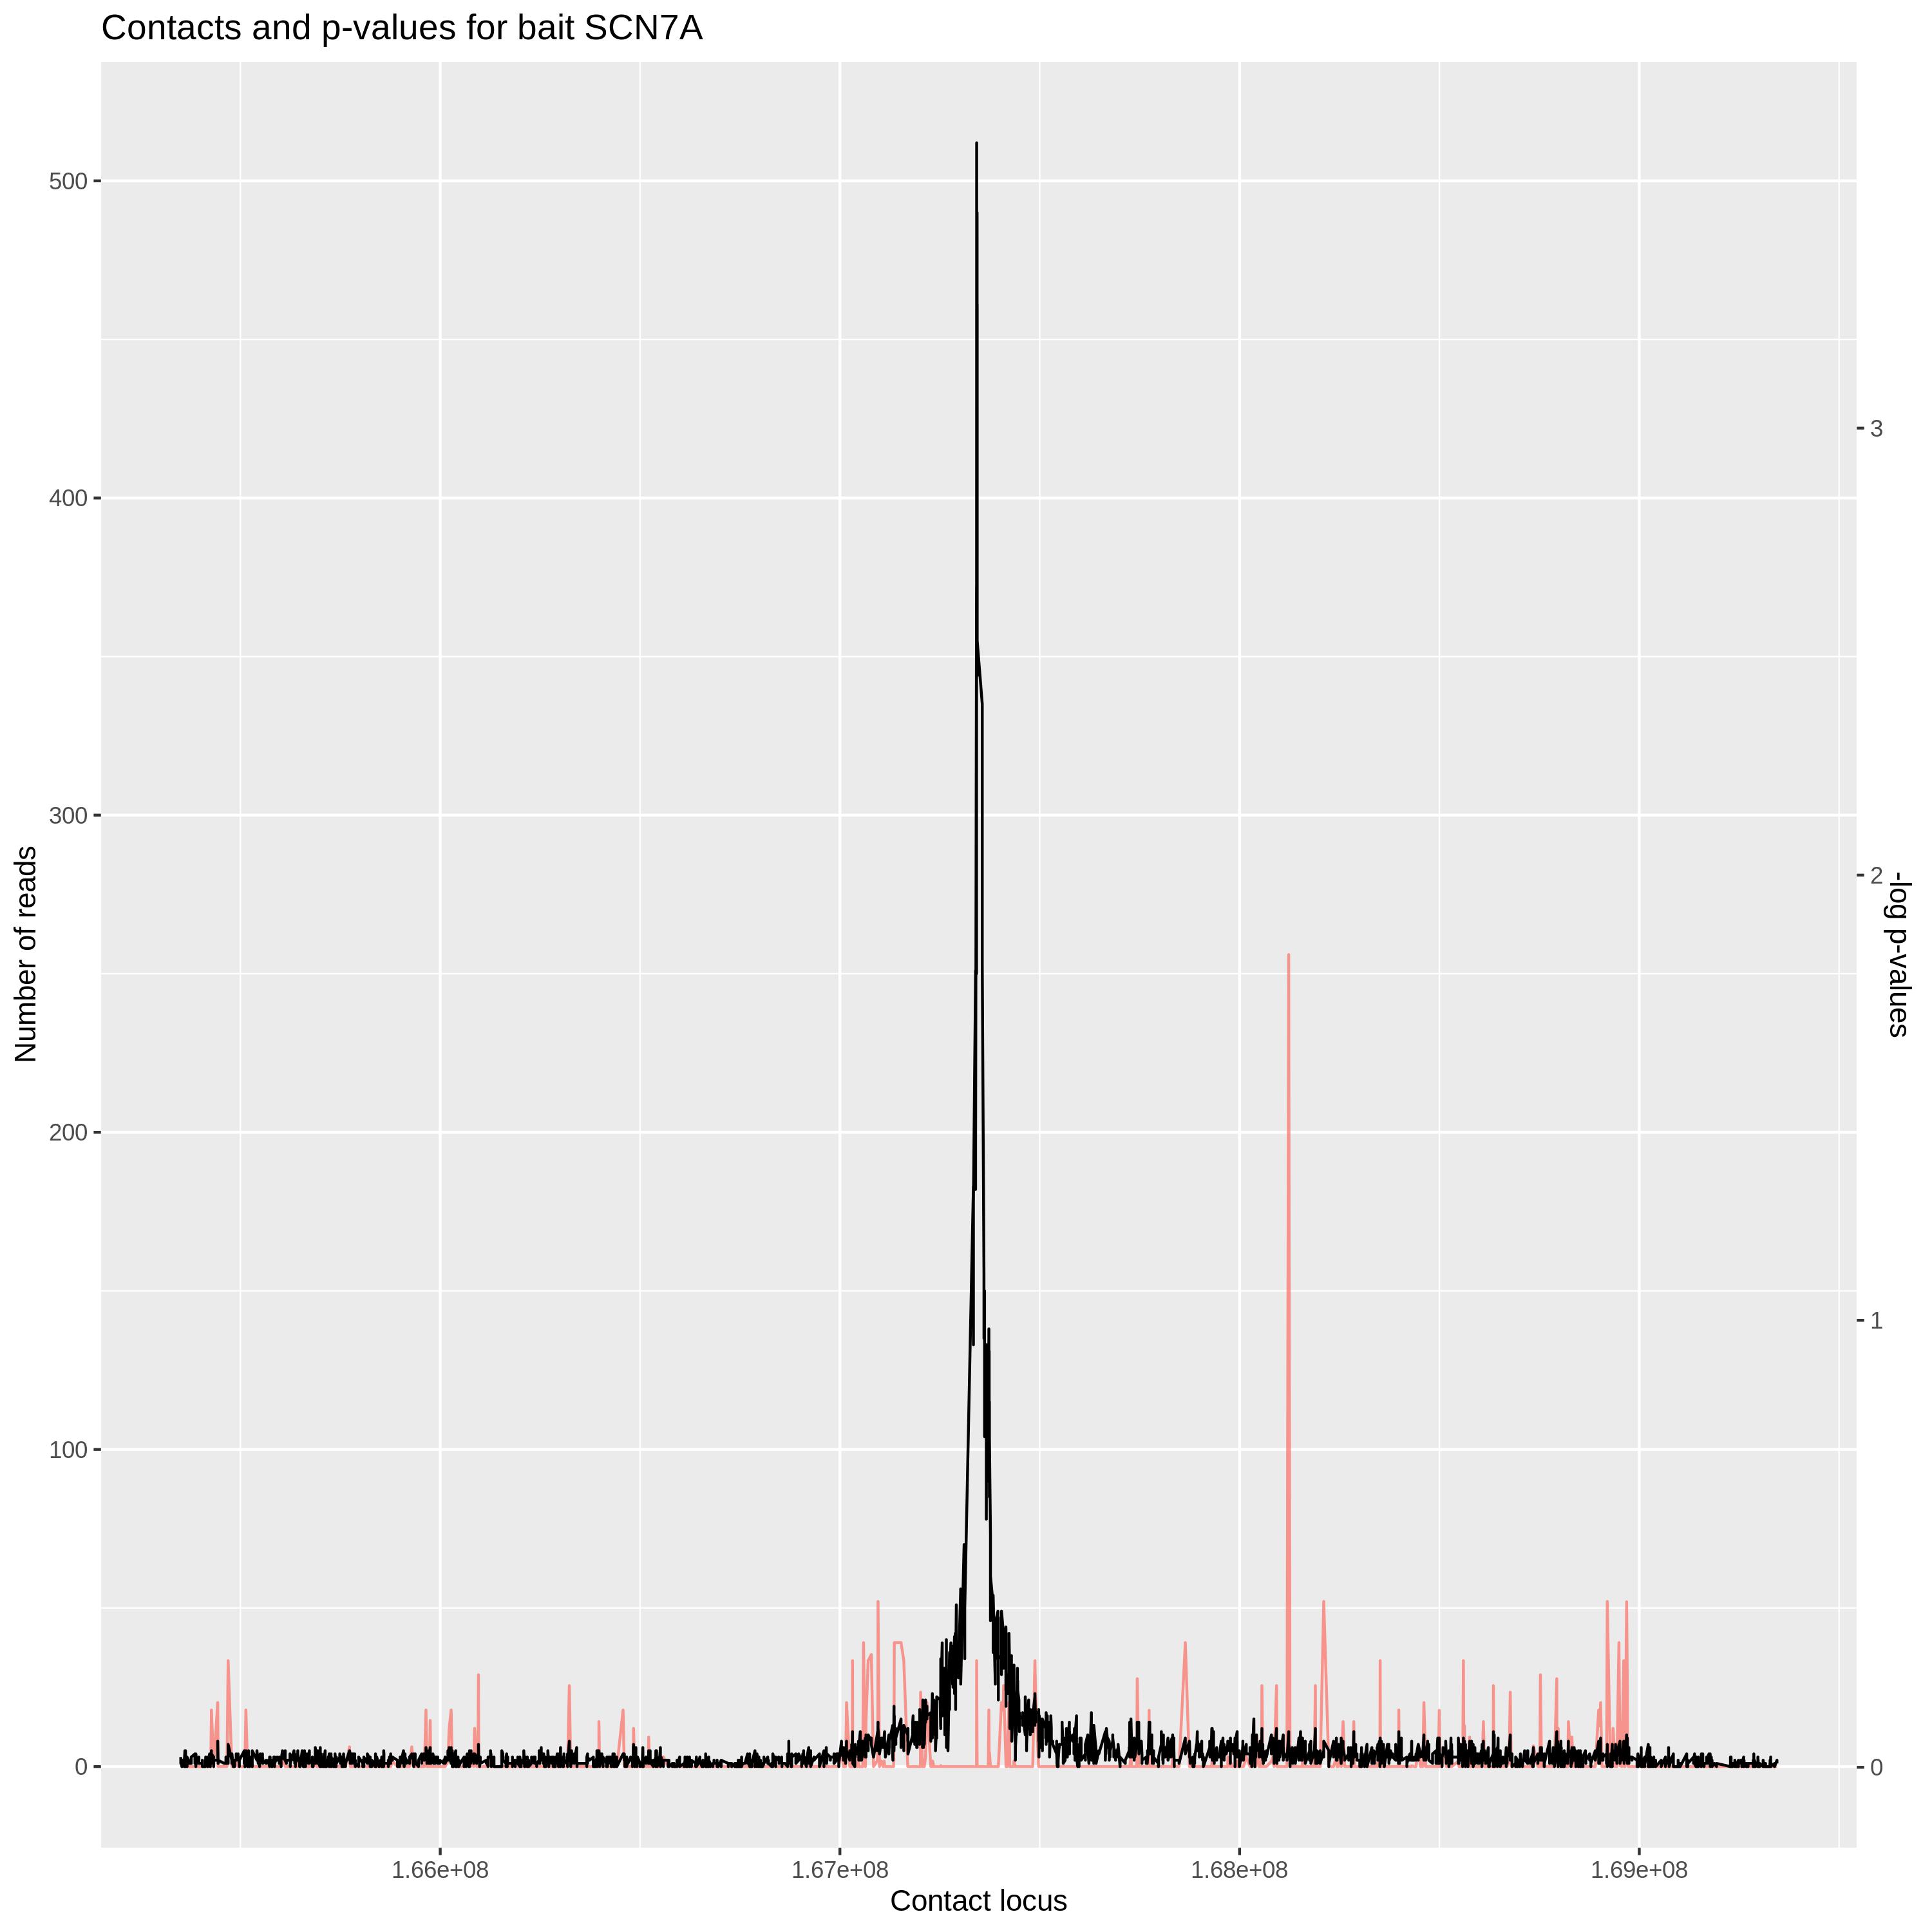 Contacts and p-values for bait SCN7A
500
400
300
200
100
0
Number of reads
3
2
1
0
-log p-values
1.66e+08
1.67e+08
1.68e+08
1.69e+08
Contact locus